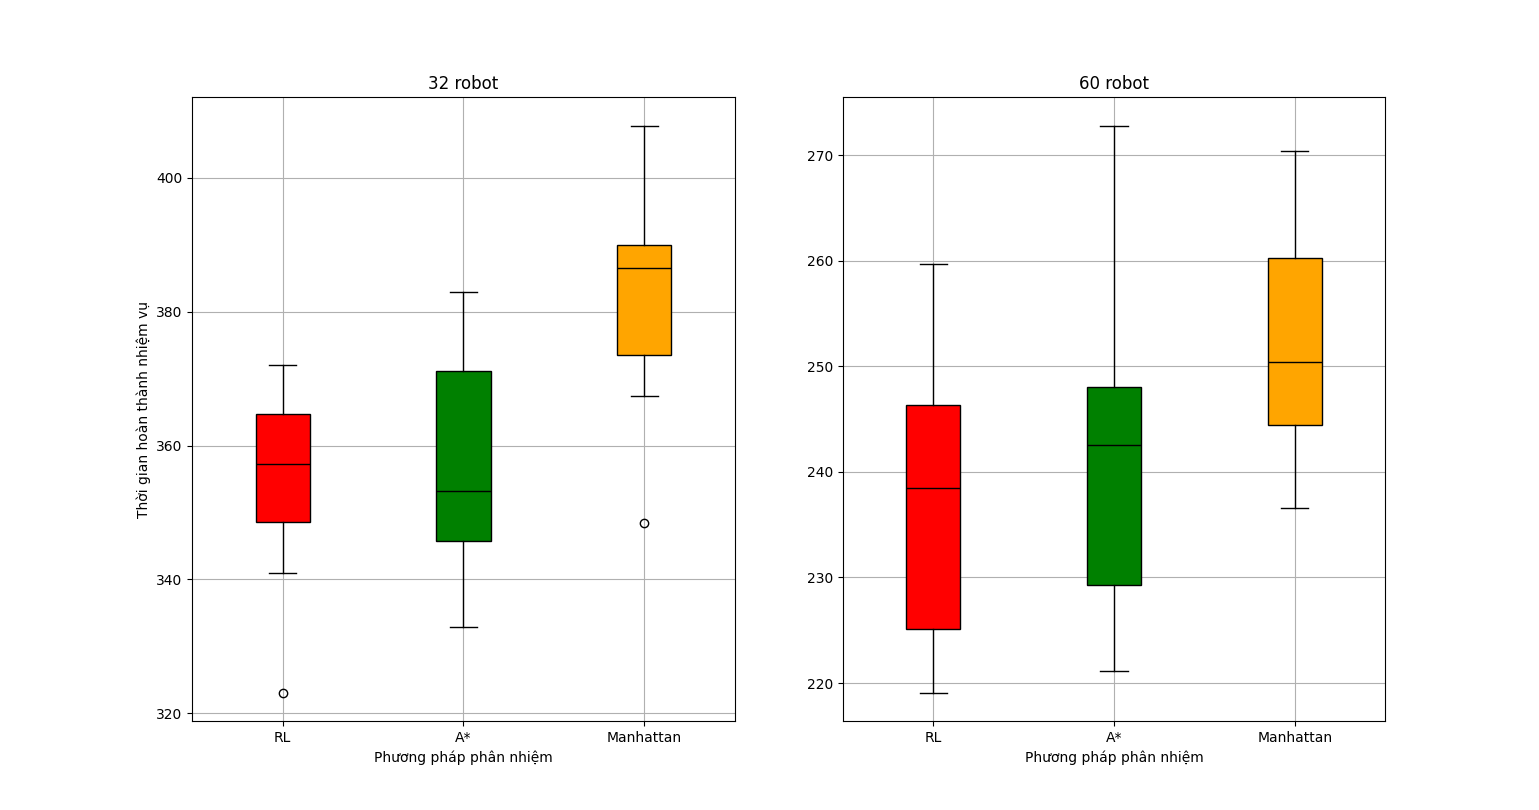 32 robot
Thời gian hoàn thành nhiệm vụ
400
380
360
340
320
RL
A*
Manhattan
Phương pháp phân nhiệm
60 robot
270
260
250
240
230
220
RL
A*
Manhattan
Phương pháp phân nhiệm